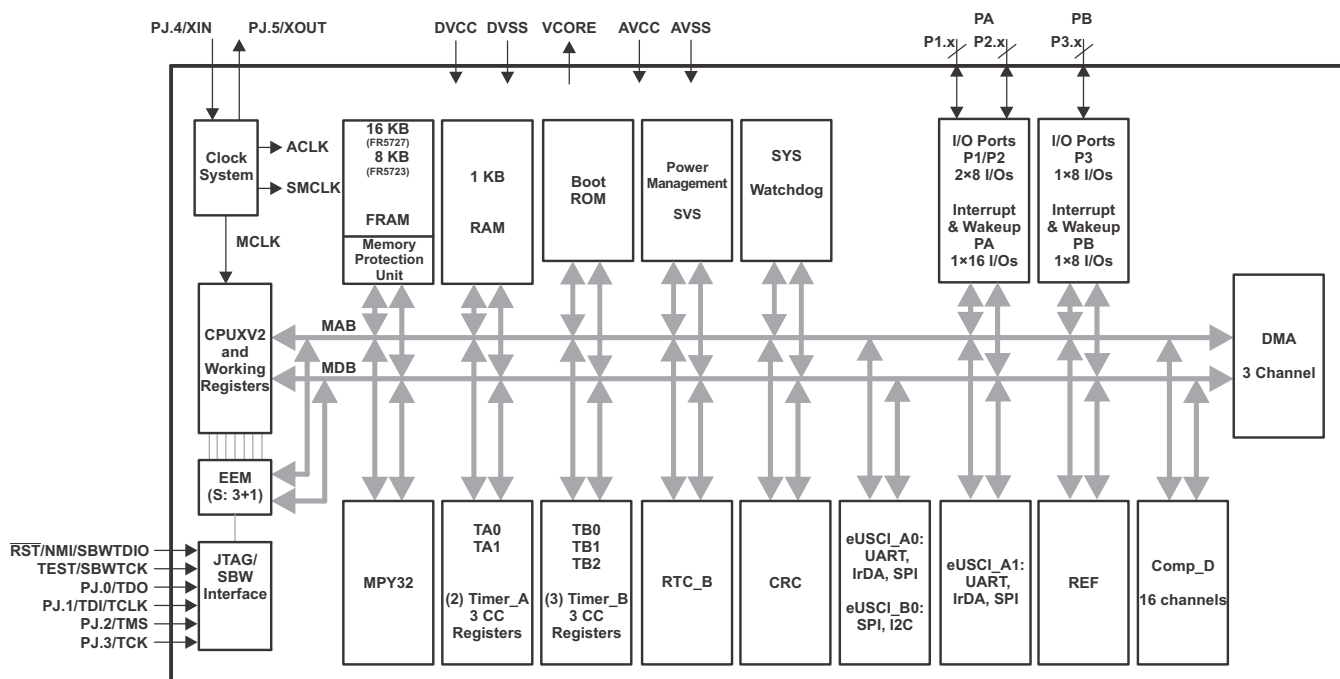 PJ.4/XIN
PJ.5/XOUT
DVCC
DVSS
VCORE
AVCC
AVSS
PA
PB
P1.x
P2.x
P3.x
Clock
System
ACLK
SMCLK
MCLK
16 KB
(FR5727)
8 KB
(FR5723)
FRAM
Memory
Protection
Unit
1 KB
RAM
Boot
ROM
Power
Management
SVS
SYS
Watchdog
I/O Ports
P1/P2
2×8 I/Os
Interrupt
& Wakeup
PA
1×16 I/Os
I/O Ports
P3
1×8 I/Os
Interrupt
& Wakeup
PB
1×8 I/Os
CPUXV2
and
Working
Registers
MAB
MDB
DMA
3 Channel
EEM
(S: 3+1)
RST/NMI/SBWTDIO
TEST/SBWTCK
PJ.0/TDO
PJ.1/TDI/TCLK
PJ.2/TMS
PJ.3/TCK
JTAG/
SBW
Interface
MPY32
TA0
TA1
(2) Timer_A
3 CC
Registers
TB0
TB1
TB2
(3) Timer_B
3 CC
Registers
RTC_B
CRC
eUSCI_A0:
UART,
IrDA, SPI
eUSCI_B0:
SPI, I2C
eUSCI_A1:
UART,
IrDA, SPI
REF
Comp_D
16 channels